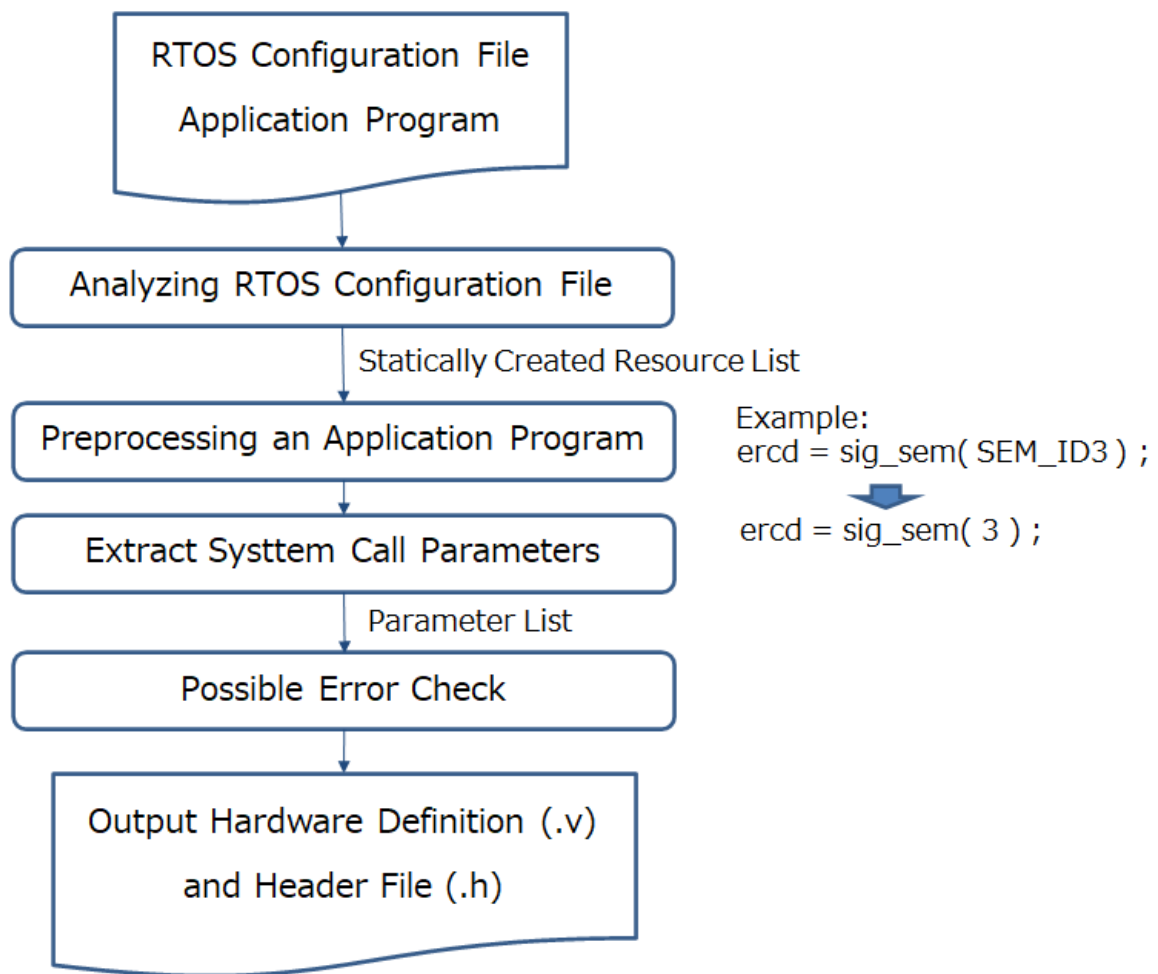 RTOS Configuration File
Application Program
Analyzing RTOS Configuration File
Statically Created Resource List
Preprocessing an Application Program
Example:
ercd = sig_sem( SEM_ID3 ) ;
ercd = sig_sem( 3 ) ;
Extract Systtem Call Parameters
Parameter List
Possible Error Check
Output Hardware Definition (.v)
and Header File (.h)